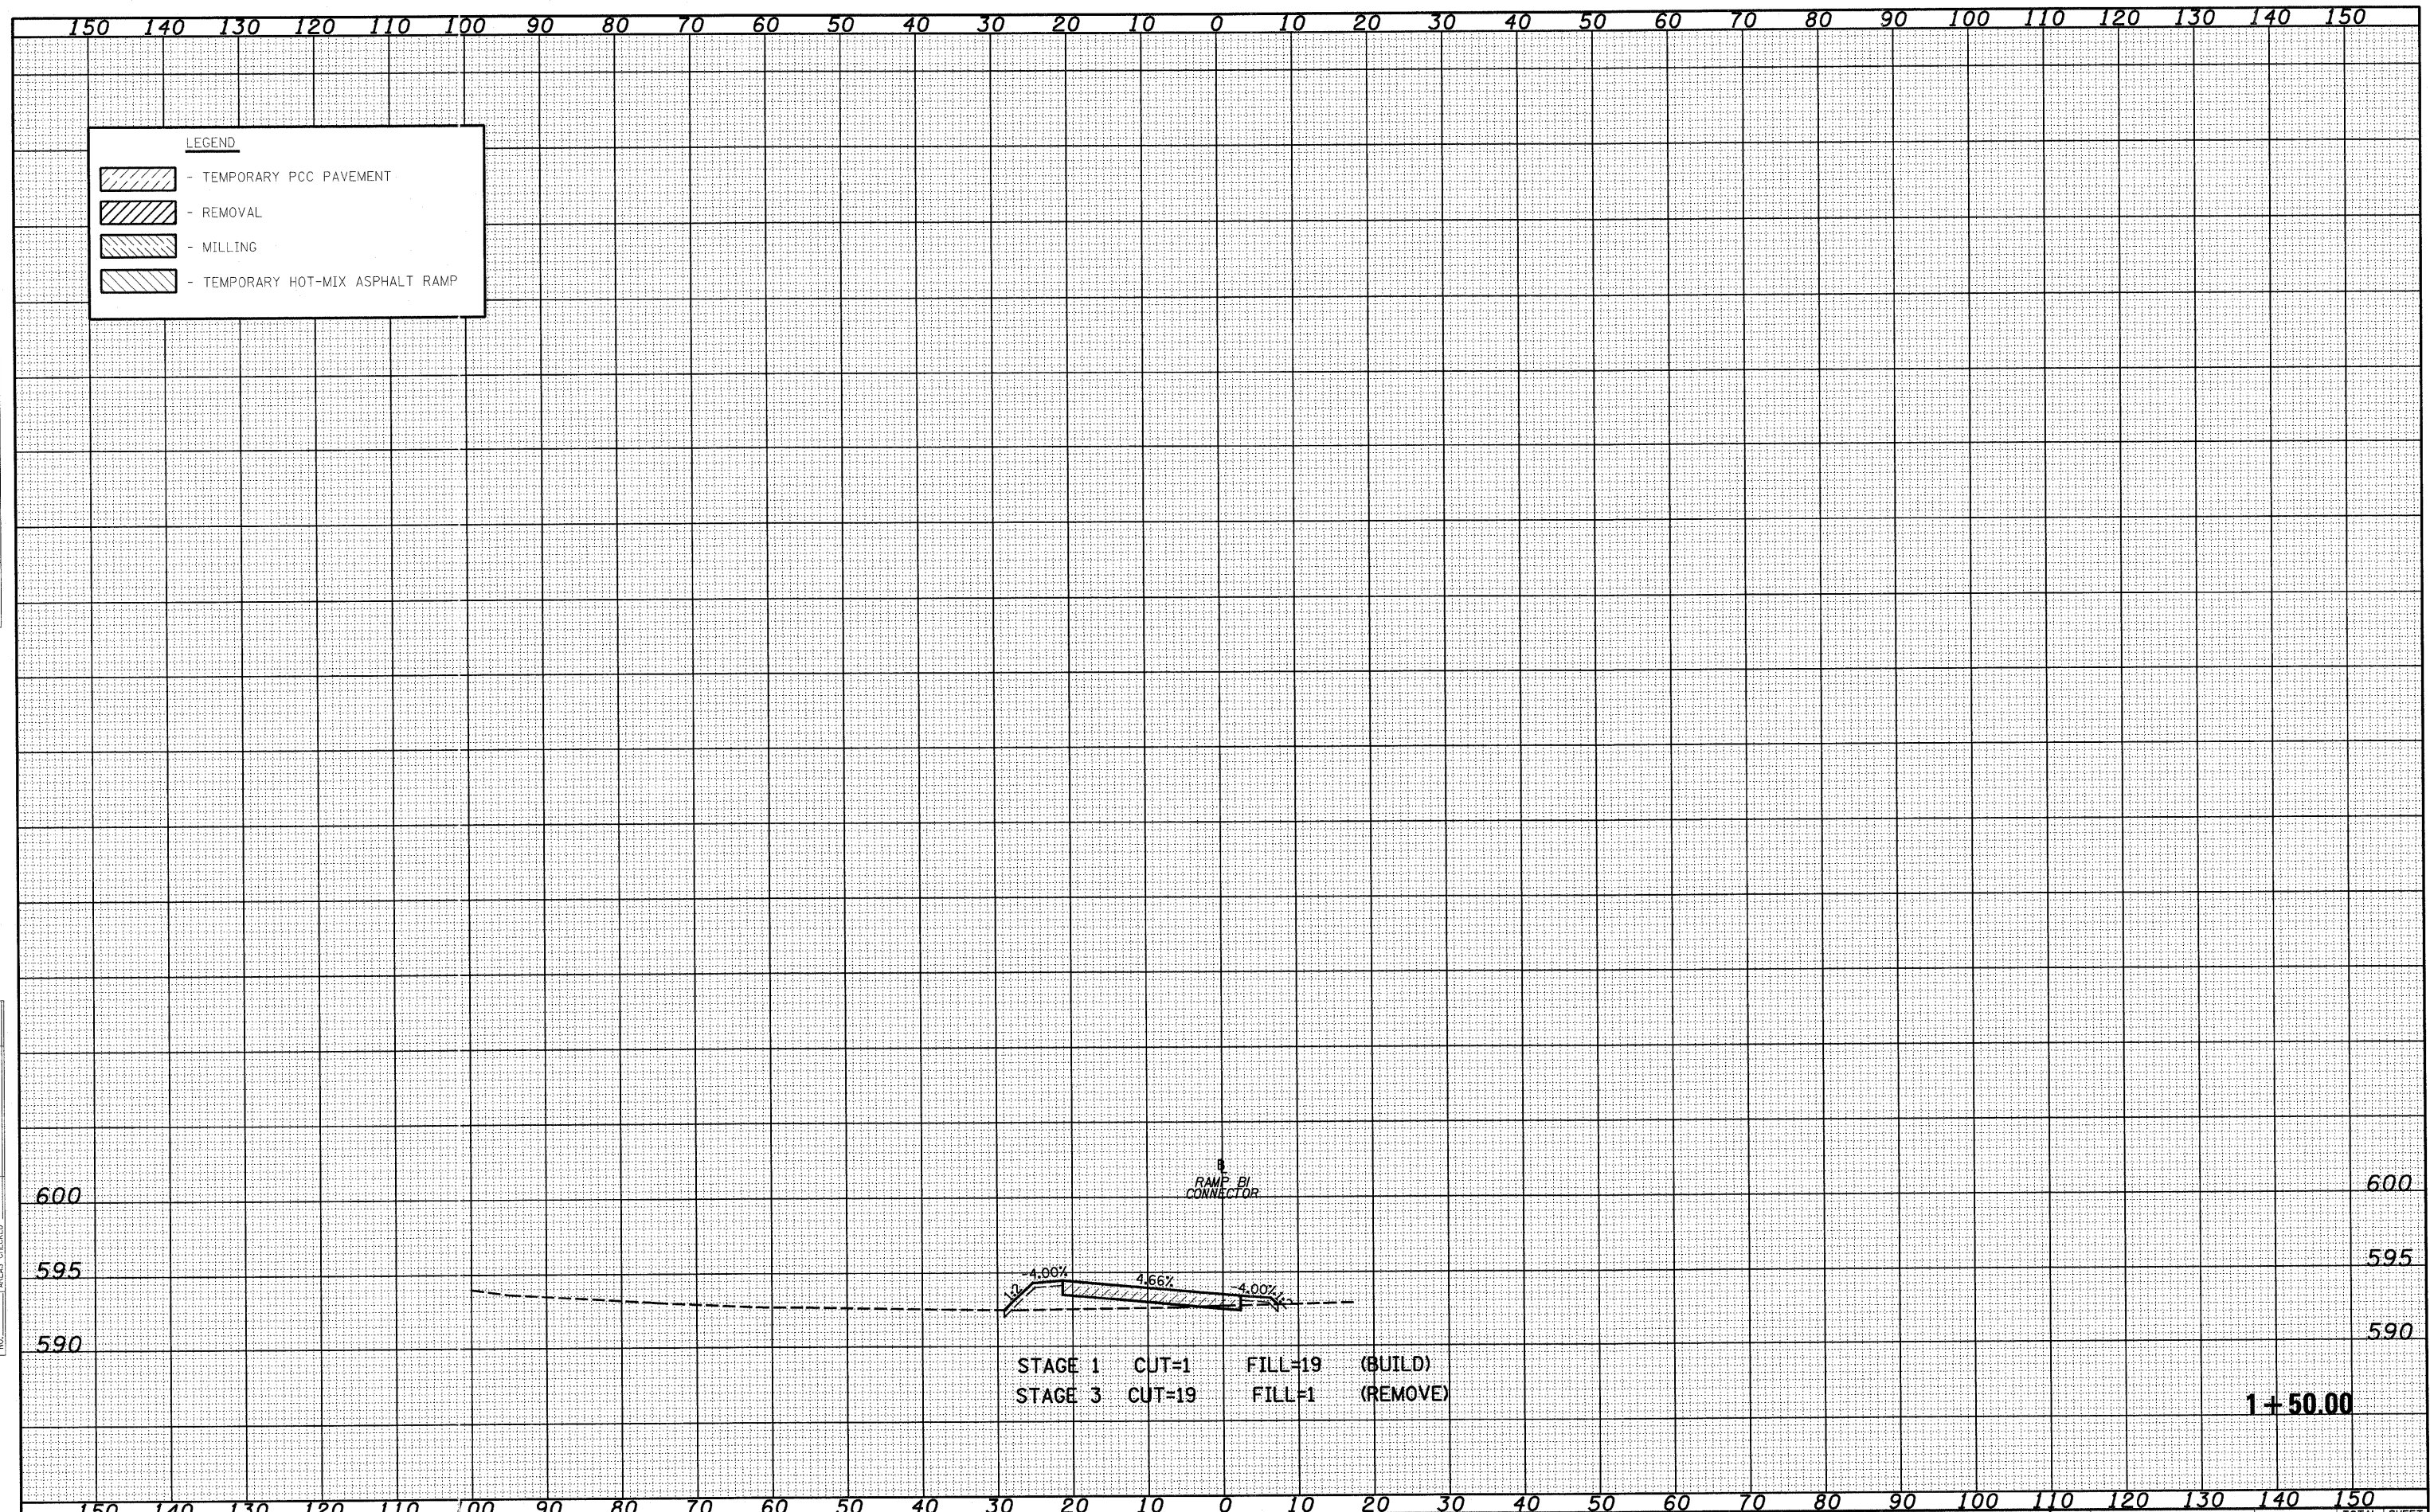 150 140 130 120 110 100 90 80 70 60 50 40 30 20 10 0 10 20 30 40 50 60 70 80 90 100 110 120 130 140 150
LEGEND
- TEMPORARY PCC PAVEMENT
- REMOVAL
- MILLING
- TEMPORARY HOT-MIX ASPHALT RAMP
B
RAMP B1
CONNECTOR
600 600
595 595
1:2 -4.00% 4.66% -4.00%
590 590
STAGE 1 CUT=1 FILL=19 (BUILD)
STAGE 3 CUT=19 FILL=1 (REMOVE)
1+50.00
150 140 130 120 110 100 90 80 70 60 50 40 30 20 10 0 10 20 30 40 50 60 70 80 90 100 110 120 130 140 150